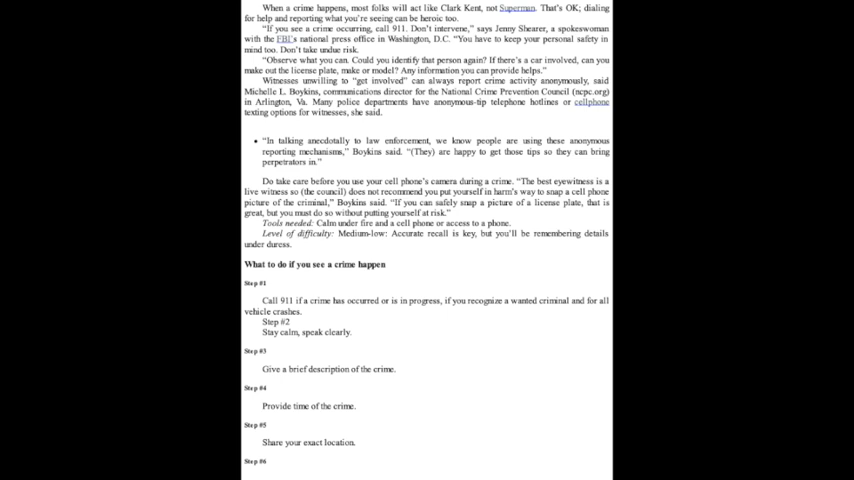 When a crime happens, most folks will act like Clark Kent, not Superman. That's OK; dialing
for help and reporting what you're seeing can be heroic too.
“If you see a crime occurring, call 911. Don't intervene,” says Jenny Shearer, a spokeswoman
with the FBI's national press office in Washington, D.C. “You have to keep your personal safety in
mind too. Don't take undue risk.
“Observe what you can. Could you identify that person again? If there's a car involved, can you
make out the license plate, make or model? Any information you can provide helps.”
Witnesses unwilling to “get involved” can always report crime activity anonymously, said
Michelle L. Boykins, communications director for the National Crime Prevention Council (ncpc.org)
in Arlington, Va. Many police departments have anonymous-tip telephone hotlines or cellphone
texting options for witnesses, she said.
• “In talking anecdotally to law enforcement, we know people are using these anonymous
reporting mechanisms,” Boykins said. “(They) are happy to get those tips so they can bring
perpetrators in.”
Do take care before you use your cell phone's camera during a crime. “The best eyewitness is a
live witness so (the council) does not recommend you put yourself in harm's way to snap a cell phone
picture of the criminal,” Boykins said. “If you can safely snap a picture of a license plate, that is
great, but you must do so without putting yourself at risk.”
Tools needed: Calm under fire and a cell phone or access to a phone.
Level of difficulty: Medium-low: Accurate recall is key, but you'll be remembering details
under duress.
What to do if you see a crime happen
Step #1
Call 911 if a crime has occurred or is in progress, if you recognize a wanted criminal and for all
vehicle crashes.
Step #2
Stay calm, speak clearly.
Step #3
Give a brief description of the crime.
Step #4
Provide time of the crime.
Step #5
Share your exact location.
Step #6